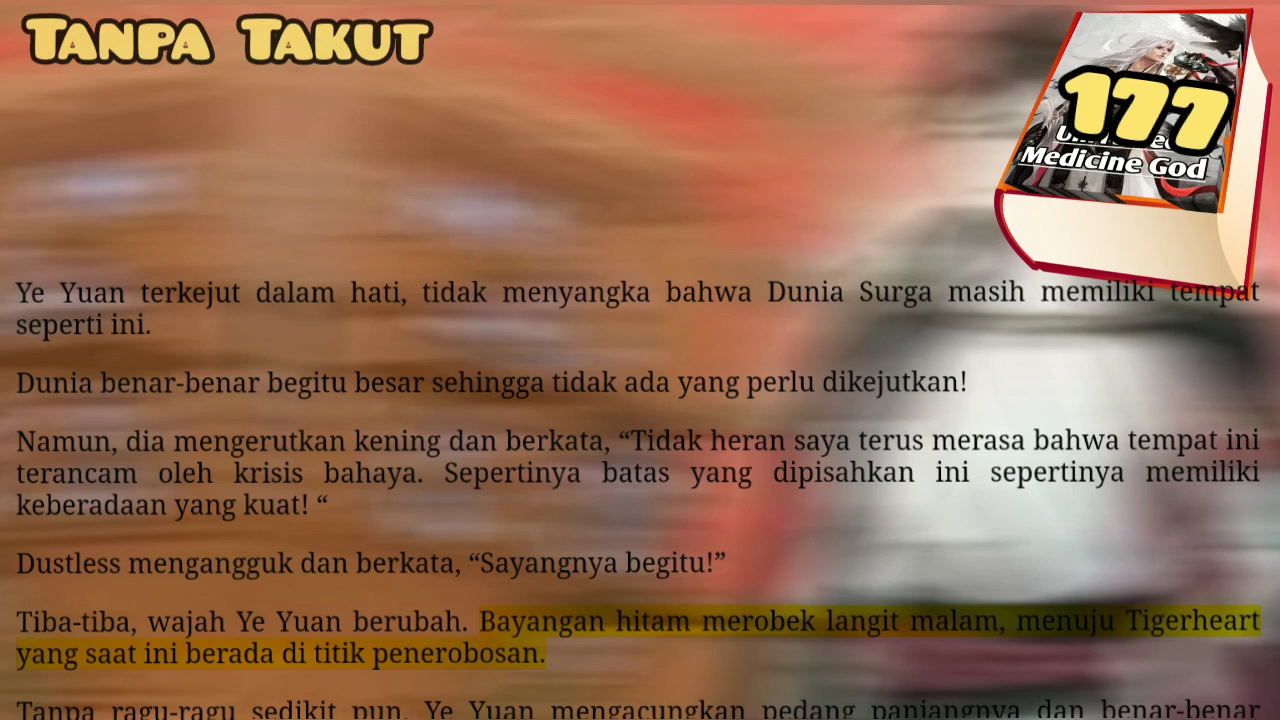 Tanpa Takut
177
Medicine God
Ye Yuan terkejut dalam hati, tidak menyangka bahwa Dunia Surga masih memiliki tempat
seperti ini.
Dunia benar-benar begitu besar sehingga tidak ada yang perlu dikejutkan!
Namun, dia mengerutkan kening dan berkata, “Tidak heran saya terus merasa bahwa tempat ini
terancam oleh krisis bahaya. Sepertinya batas yang dipisahkan ini sepertinya memiliki
keberadaan yang kuat! “
Dustless mengangguk dan berkata, “Sayangnya begitu!”
Tiba-tiba, wajah Ye Yuan berubah. Bayangan hitam merobek langit malam, menuju Tigerheart
yang saat ini berada di titik penerobosan.
Tanpa ragu-ragu sedikit pun, Ye Yuan mengacungkan pedang panjangnya dan benar-benar